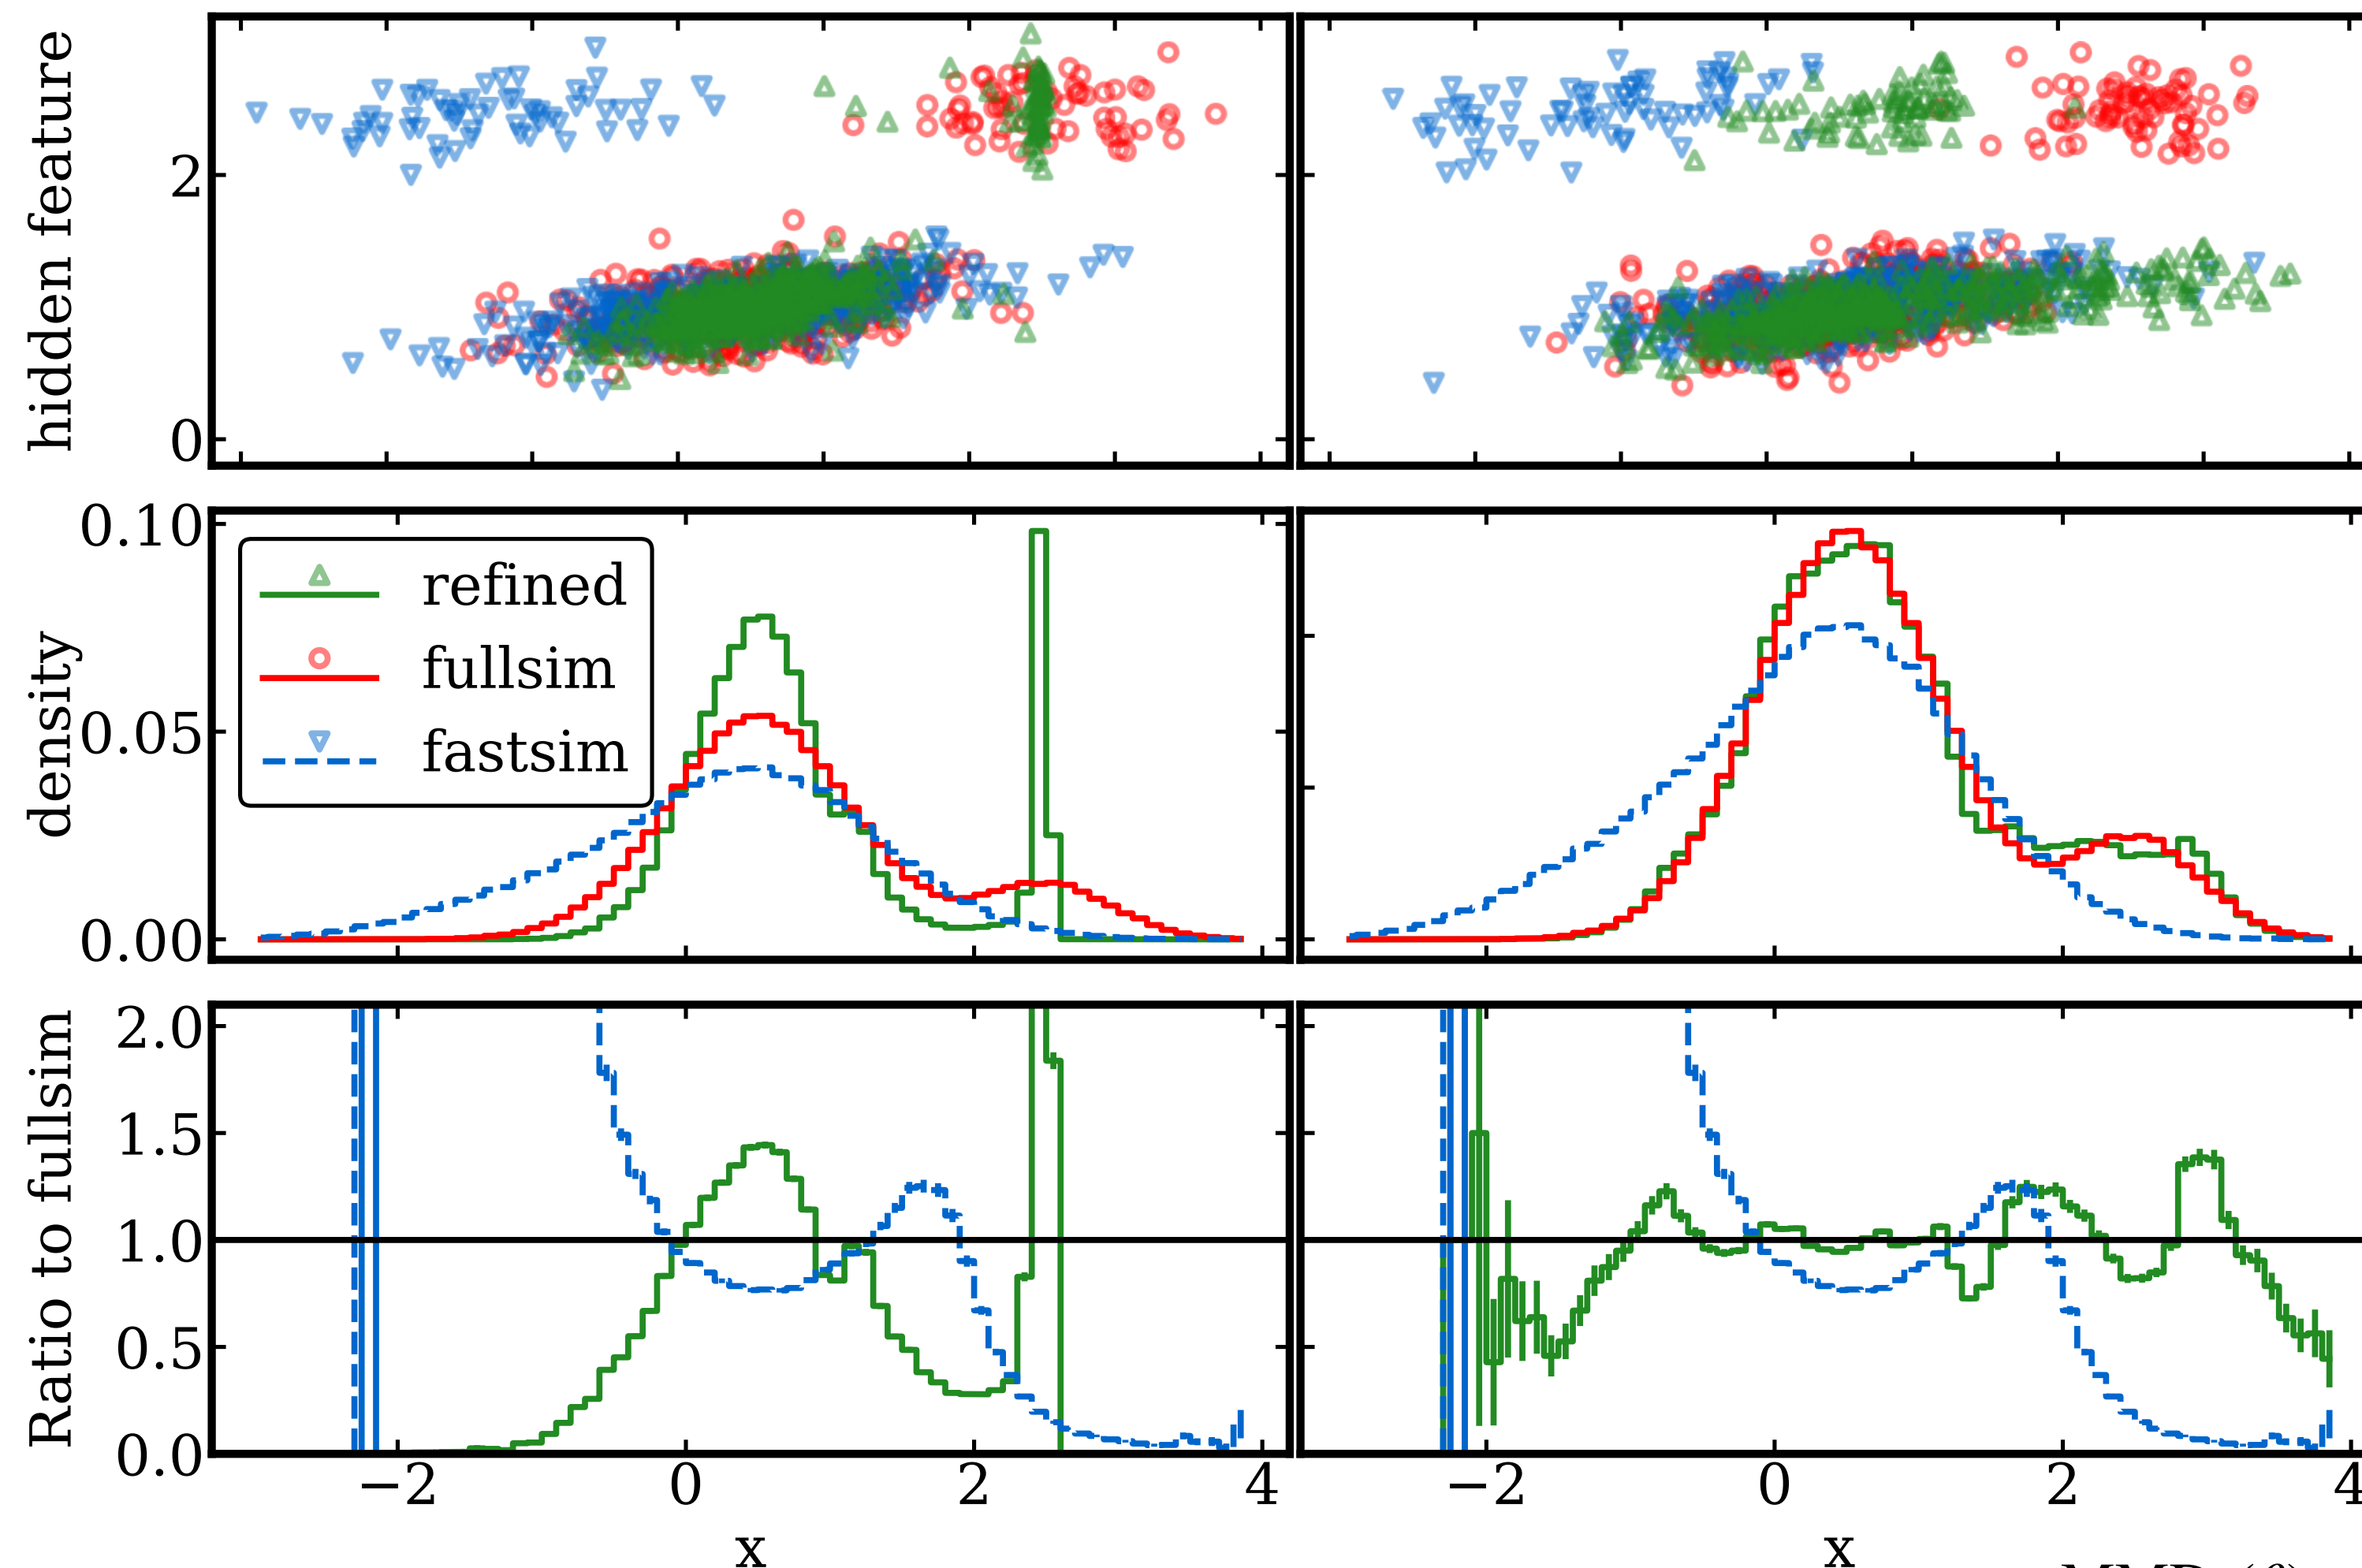 hidden feature
2
0
0.10
0.05
0.00
density
refined
fullsim
fastsim
Ratio to fullsim
2.0
1.5
1.0
0.5
0.0
−2 0 2 4
−2 0 2 4
x
x